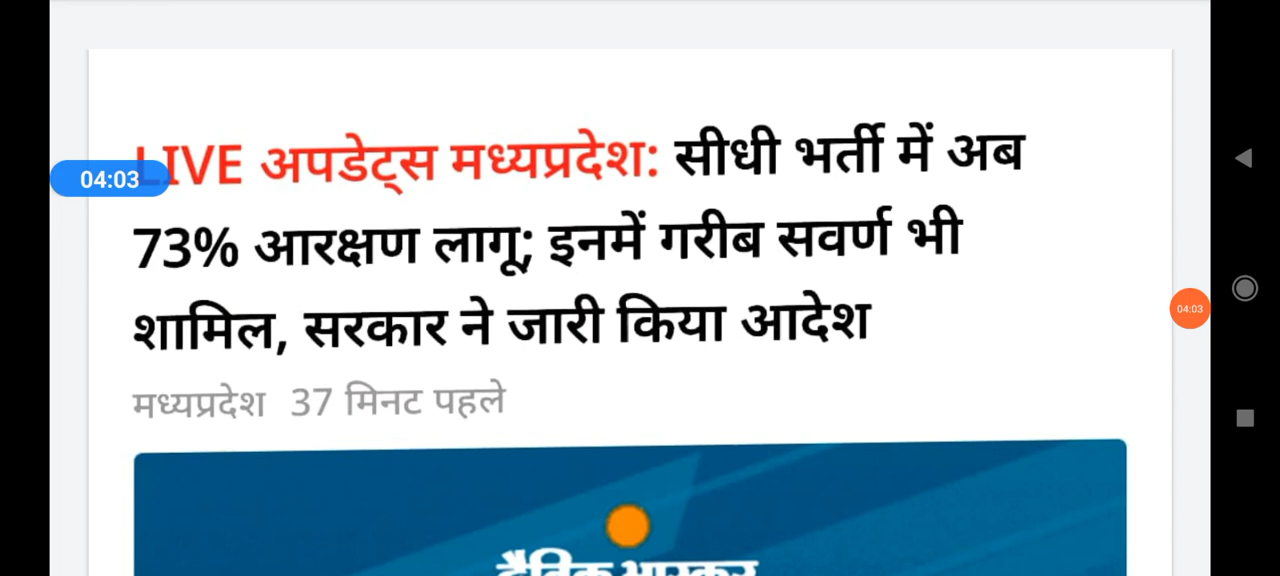 LIVE अपडेट्स मध्यप्रदेश: सीधी भर्ती में अब
04:03
73% आरक्षण लागू; इनमें गरीब सवर्ण भी
04:03
शामिल, सरकार ने जारी किया आदेश
मध्यप्रदेश 37 मिनट पहले
दैनिक भास्कर